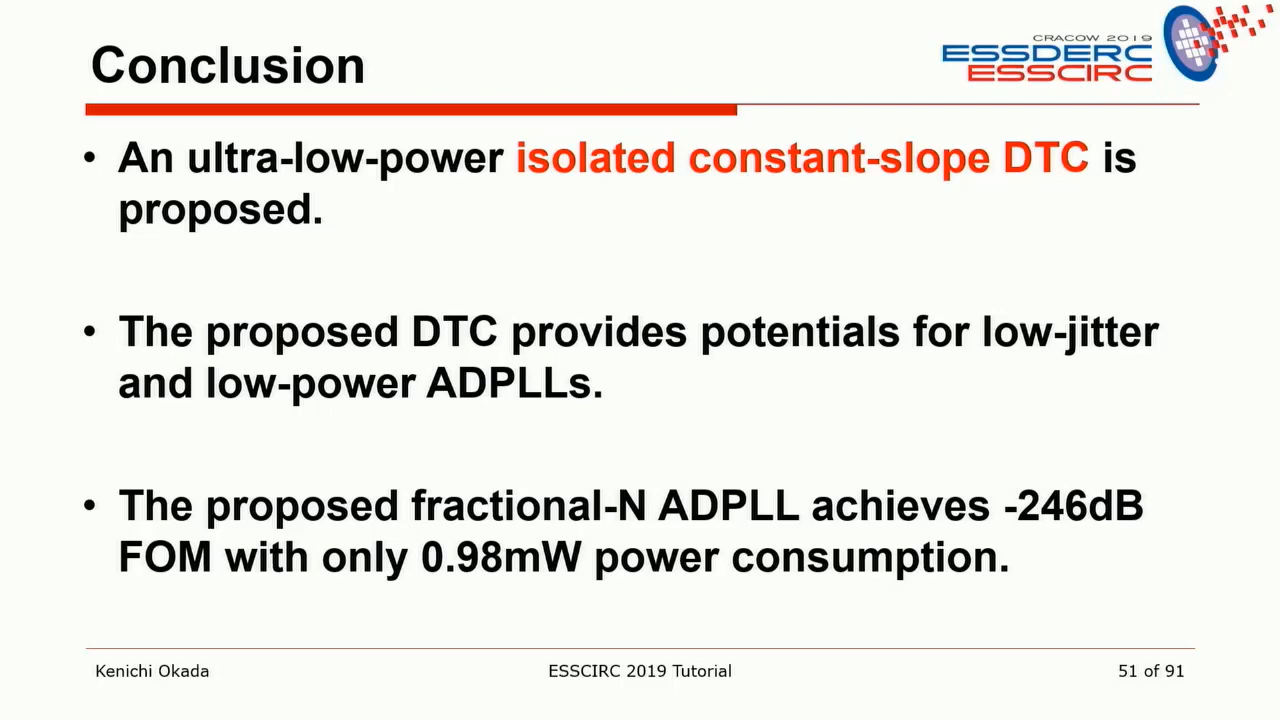 Conclusion
CRACOW 2019
ESSDERC
ESSCIRC
• An ultra-low-power isolated constant-slope DTC is
proposed.
• The proposed DTC provides potentials for low-jitter
and low-power ADPLLs.
• The proposed fractional-N ADPLL achieves -246dB
FOM with only 0.98mW power consumption.
Kenichi Okada
ESSCIRC 2019 Tutorial
51 of 91